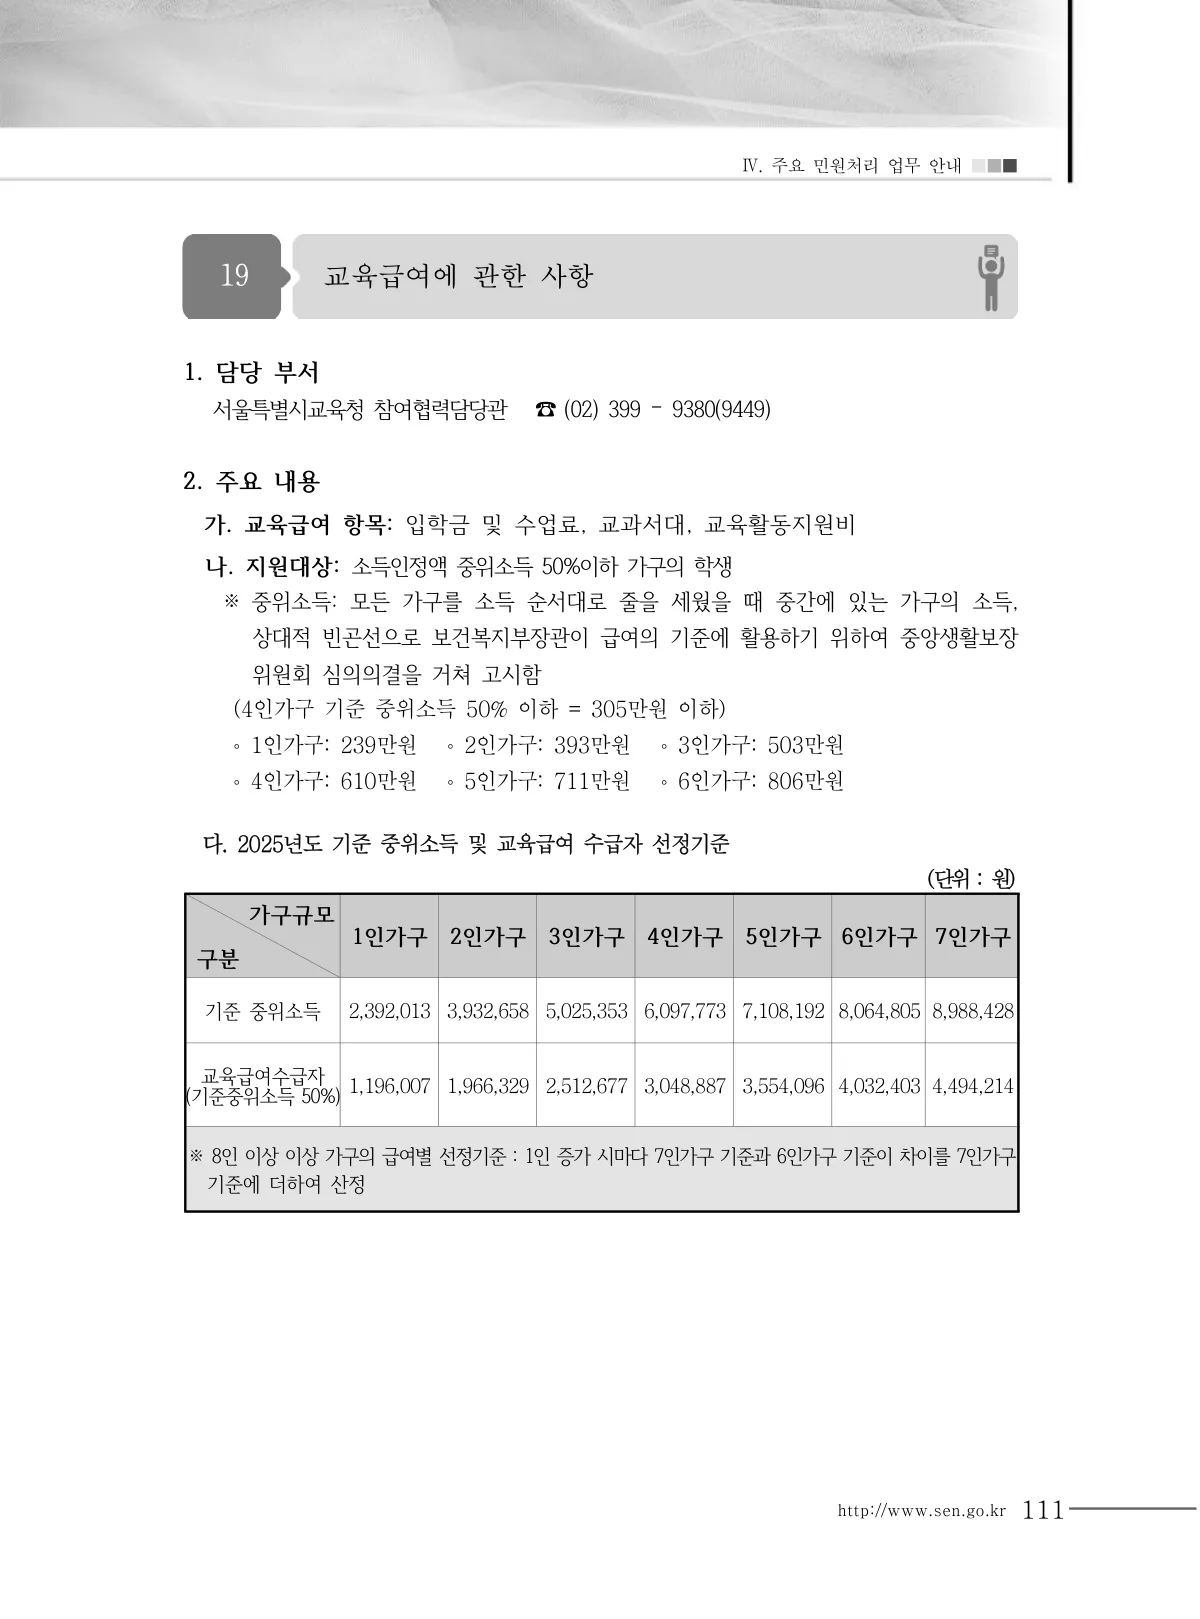 Ⅳ. 주요 민원처리 업무 안내
19 교육급여에 관한 사항
1. 담당 부서
서울특별시교육청 참여협력담당관 ☎ (02) 399 - 9380(9449)
2. 주요 내용
가. 교육급여 항목: 입학금 및 수업료, 교과서대, 교육활동지원비
나. 지원대상: 소득인정액 중위소득 50%이하 가구의 학생
※ 중위소득: 모든 가구를 소득 순서대로 줄을 세웠을 때 중간에 있는 가구의 소득,
상대적 빈곤선으로 보건복지부장관이 급여의 기준에 활용하기 위하여 중앙생활보장
위원회 심의의결을 거쳐 고시함
(4인가구 기준 중위소득 50% 이하 = 305만원 이하)
◦ 1인가구: 239만원 ◦ 2인가구: 393만원 ◦ 3인가구: 503만원
◦ 4인가구: 610만원 ◦ 5인가구: 711만원 ◦ 6인가구: 806만원
다. 2025년도 기준 중위소득 및 교육급여 수급자 선정기준
(단위 : 원)
가구규모
구분
1인가구 2인가구 3인가구 4인가구 5인가구 6인가구 7인가구
기준 중위소득 2,392,013 3,932,658 5,025,353 6,097,773 7,108,192 8,064,805 8,988,428
교육급여수급자
(기준중위소득 50%) 1,196,007 1,966,329 2,512,677 3,048,887 3,554,096 4,032,403 4,494,214
※ 8인 이상 이상 가구의 급여별 선정기준 : 1인 증가 시마다 7인가구 기준과 6인가구 기준이 차이를 7인가구
기준에 더하여 산정
http://www.sen.go.kr 111